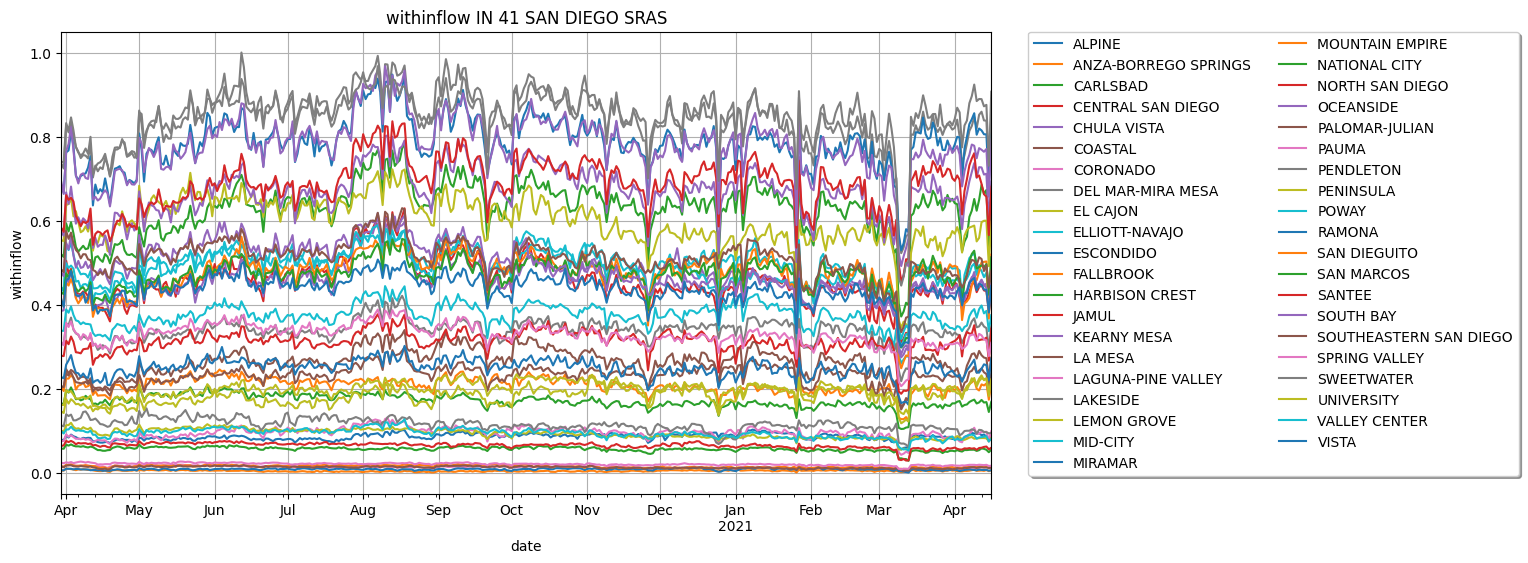 withinflow IN 41 SAN DIEGO SRAS
withinflow
1.0
0.8
0.6
0.4
0.2
0.0
Apr May Jun Jul Aug Sep Oct Nov Dec Jan Feb Mar Apr
2021
date
ALPINE
ANZA-BORREGO SPRINGS
CARLSBAD
CENTRAL SAN DIEGO
CHULA VISTA
COASTAL
CORONADO
DEL MAR-MIRA MESA
EL CAJON
ELLIOTT-NAVAJO
ESCONDIDO
FALLBROOK
HARBISON CREST
JAMUL
KEARNY MESA
LA MESA
LAGUNA-PINE VALLEY
LAKESIDE
LEMON GROVE
MID-CITY
MIRAMAR
MOUNTAIN EMPIRE
NATIONAL CITY
NORTH SAN DIEGO
OCEANSIDE
PALOMAR-JULIAN
PAUMA
PENDLETON
PENINSULA
POWAY
RAMONA
SAN DIEGUITO
SAN MARCOS
SANTEE
SOUTH BAY
SOUTHEASTERN SAN DIEGO
SPRING VALLEY
SWEETWATER
UNIVERSITY
VALLEY CENTER
VISTA